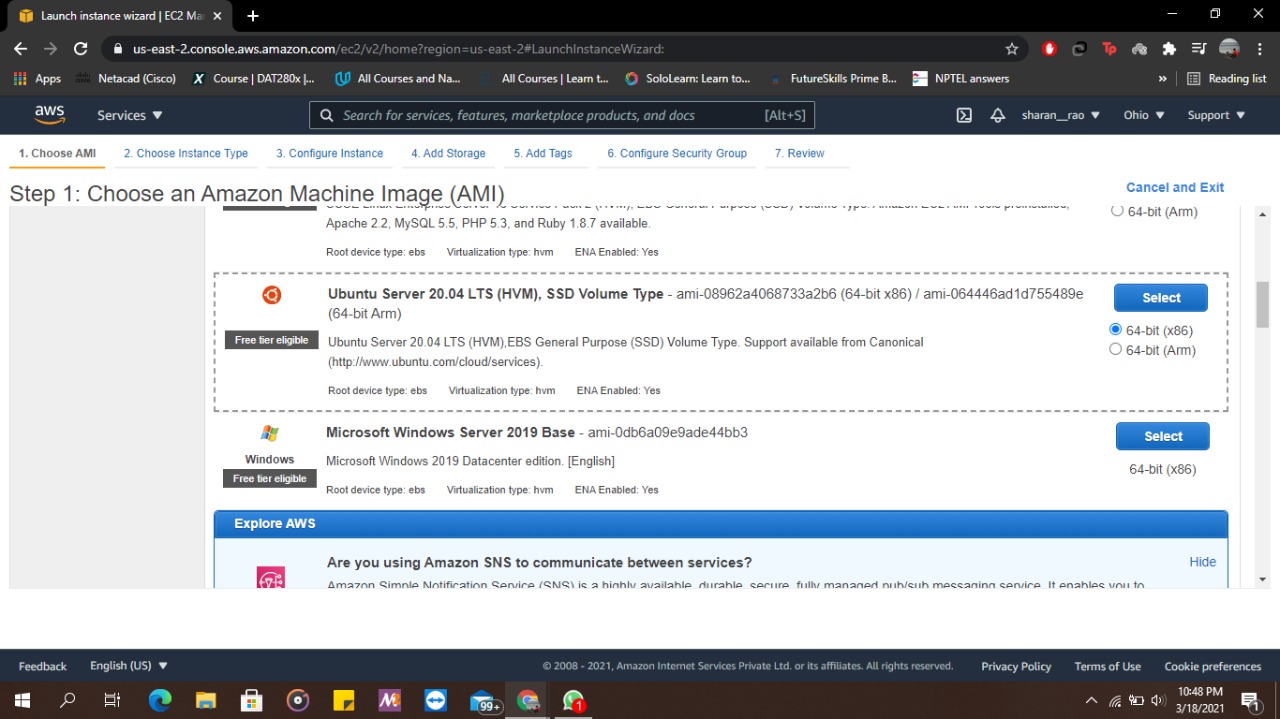 Launch instance wizard | EC2 Ma
us-east-2.console.aws.amazon.com/ec2/v2/home?region=us-east-2#LaunchInstanceWizard:
Apps
Netacad (Cisco)
Course | DAT280x |...
All Courses and Na...
All Courses | Learn t...
SoloLearn: Learn to...
FutureSkills Prime B...
NPTEL answers
»
Reading list
aws
Services
Search for services, features, marketplace products, and docs
[Alt+S]
sharan__rao
Ohio
Support
1. Choose AMI
2. Choose Instance Type
3. Configure Instance
4. Add Storage
5. Add Tags
6. Configure Security Group
7. Review
Step 1: Choose an Amazon Machine Image (AMI)
Cancel and Exit
64-bit (Arm)
Apache 2.2, MySQL 5.5, PHP 5.3, and Ruby 1.8.7 available.
Root device type: ebs Virtualization type: hvm ENA Enabled: Yes
Ubuntu Server 20.04 LTS (HVM), SSD Volume Type - ami-08962a4068733a2b6 (64-bit x86) / ami-064446ad1d755489e
(64-bit Arm)
Select
Free tier eligible
64-bit (x86)
64-bit (Arm)
Ubuntu Server 20.04 LTS (HVM),EBS General Purpose (SSD) Volume Type. Support available from Canonical
(http://www.ubuntu.com/cloud/services).
Root device type: ebs Virtualization type: hvm ENA Enabled: Yes
Microsoft Windows Server 2019 Base - ami-0db6a09e9ade44bb3
Select
Windows
Free tier eligible
Microsoft Windows 2019 Datacenter edition. [English]
64-bit (x86)
Root device type: ebs Virtualization type: hvm ENA Enabled: Yes
Explore AWS
Are you using Amazon SNS to communicate between services?
Hide
Amazon Simple Notification Service (SNS) is a highly available, durable, secure, fully managed pub/sub messaging service. It enables you to
Feedback
English (US)
© 2008 - 2021, Amazon Internet Services Private Ltd. or its affiliates. All rights reserved.
Privacy Policy
Terms of Use
Cookie preferences
99+
1
10:48 PM
3/18/2021
1